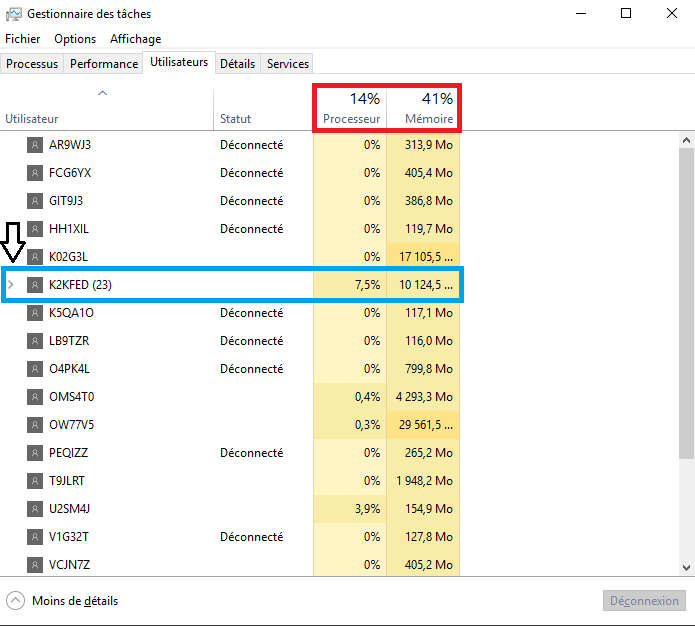 Gestionnaire des tâches
Fichier Options Affichage
Processus Performance Utilisateurs Détails Services
14% 41%
Utilisateur Statut Processeur Mémoire
AR9WJ3 Déconnecté 0% 313,9 Mo
FCG6YX Déconnecté 0% 405,4 Mo
GIT9J3 Déconnecté 0% 386,8 Mo
HH1XIL Déconnecté 0% 119,7 Mo
K02G3L 0% 17 105,5 ...
K2KFED (23) 7,5% 10 124,5 ...
K5QA1O Déconnecté 0% 117,1 Mo
LB9TZR Déconnecté 0% 116,0 Mo
O4PK4L Déconnecté 0% 799,8 Mo
OMS4T0 0,4% 4 293,3 Mo
OW77V5 0,3% 29 561,5 ...
PEQIZZ Déconnecté 0% 265,2 Mo
T9JLRT 0% 1 948,2 Mo
U2SM4J 3,9% 154,9 Mo
V1G32T Déconnecté 0% 127,8 Mo
VCJN7Z 0% 405,2 Mo
Moins de détails Déconnexion